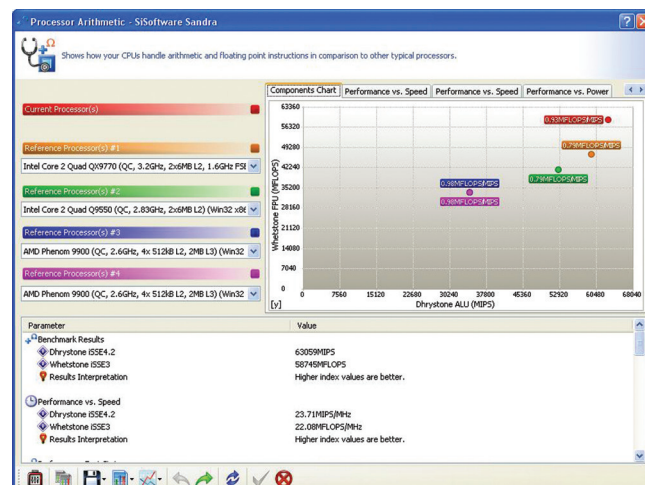 Processor Arithmetic - SiSoftware Sandra
Shows how your CPUs handle arithmetic and floating point instructions in comparison to other typical processors.
Current Processor(s)
Reference Processor(s) #1
Intel Core 2 Quad QX9770 (QC, 3.2GHz, 2x6MB L2, 1.6GHz FSB
Reference Processor(s) #2
Intel Core 2 Quad Q9550 (QC, 2.83GHz, 2x6MB L2) (Win32 x86
Reference Processor(s) #3
AMD Phenom 9900 (QC, 2.6GHz, 4x 512kB L2, 2MB L3) (Win32
Reference Processor(s) #4
AMD Phenom 9900 (QC, 2.6GHz, 4x 512kB L2, 2MB L3) (Win32
Components Chart Performance vs. Speed Performance vs. Speed Performance vs. Power
Whetstone FPU (MFLOPS)
63360
56320
49280
42240
35200
28160
21120
14080
7040
0
0.93MFLOPS/MIPS
0.79MFLOPS/MIPS
0.79MFLOPS/MIPS
0.98MFLOPS/MIPS
0.98MFLOPS/MIPS
[y] 0 7560 15120 22680 30240 37800 45360 52920 60480 68040
Dhrystone ALU (MIPS)
Parameter Value
Benchmark Results
Dhrystone iSSE4.2 63059MIPS
Whetstone iSSE3 58745MFLOPS
Results Interpretation Higher index values are better.
Performance vs. Speed
Dhrystone iSSE4.2 23.71MIPS/MHz
Whetstone iSSE3 22.08MFLOPS/MHz
Results Interpretation Higher index values are better.